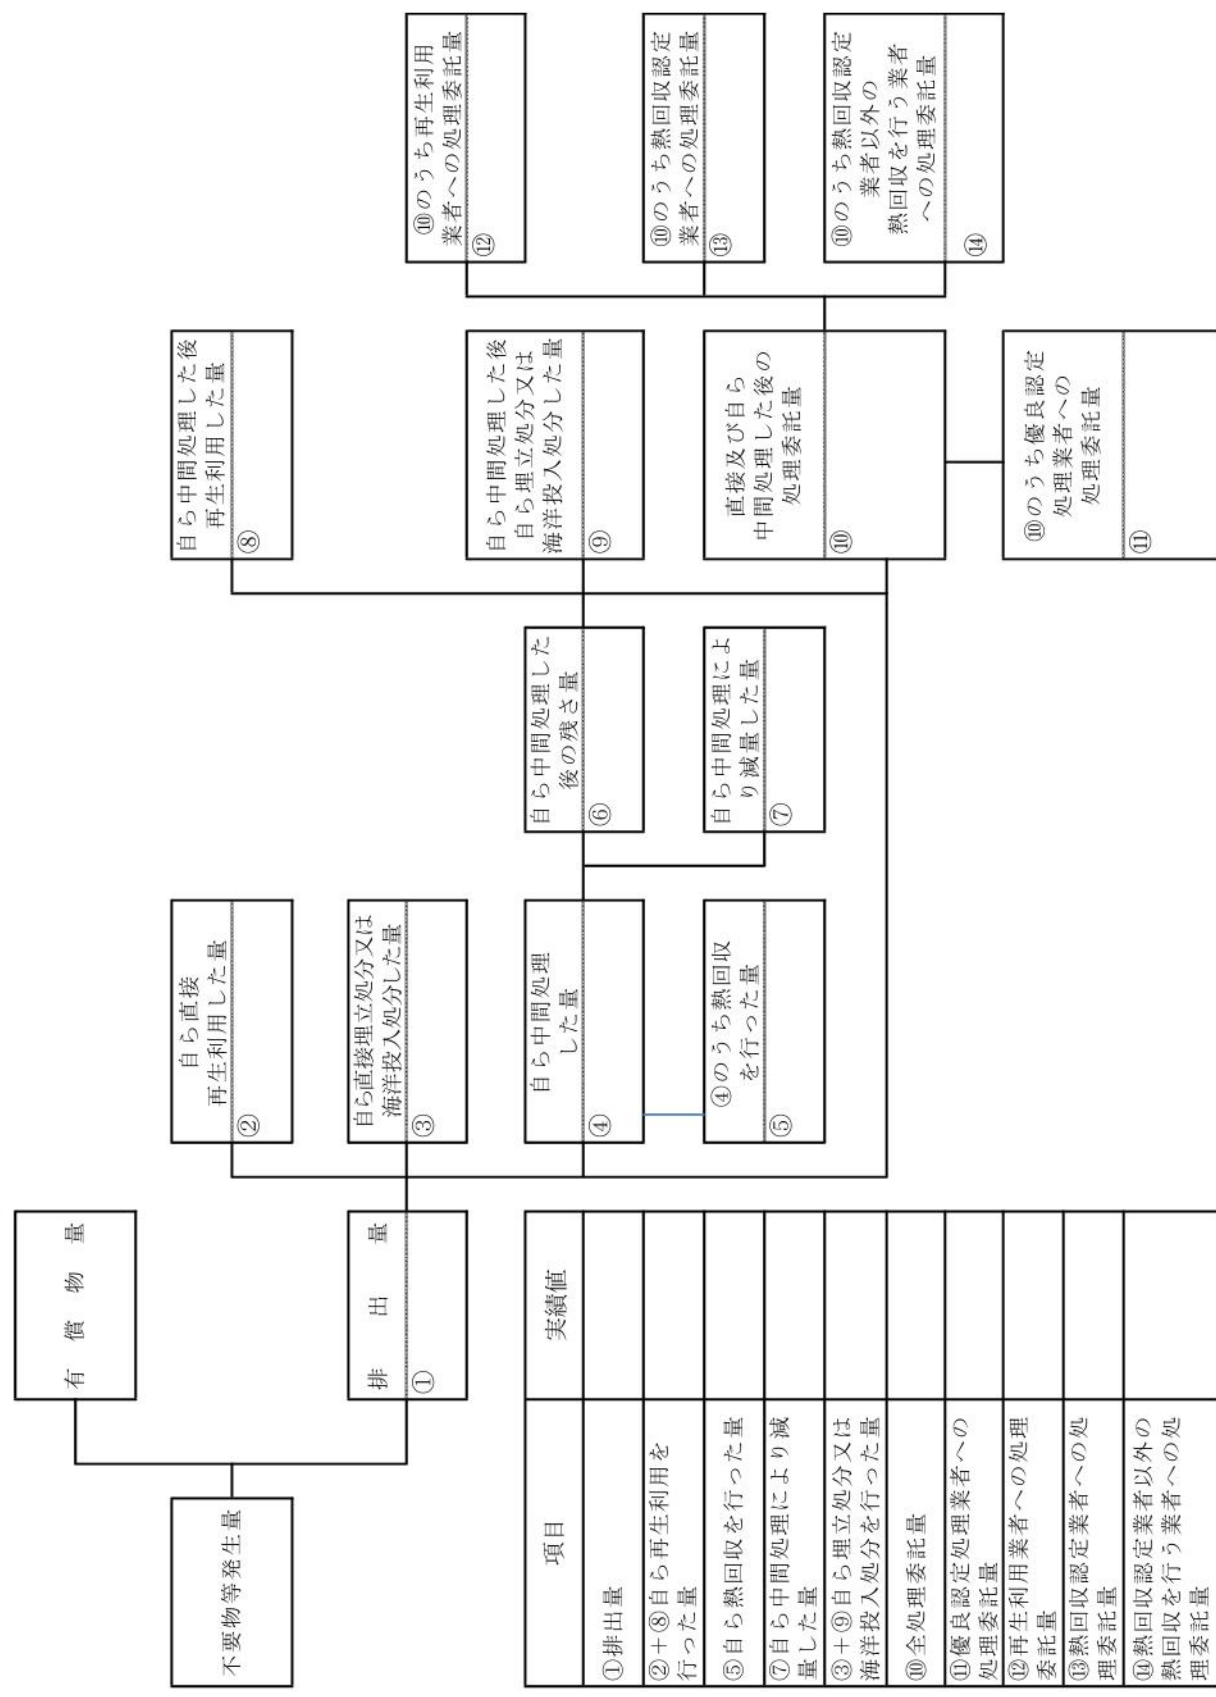 不要物等発生量
有償物量
排出量
①
自ら直接
再生利用した量
②
自ら直接埋立処分又は
海洋投入処分した量
③
自ら中間処理
した量
④
④のうち熱回収
を行った量
⑤
自ら中間処理した
後の残さ量
⑥
自ら中間処理によ
り減量した量
⑦
自ら中間処理した後
再生利用した量
⑧
自ら中間処理した後
自ら埋立処分又は
海洋投入処分した量
⑨
直接及び自ら
中間処理した後の
処理委託量
⑩
⑩のうち優良認定
処理業者への
処理委託量
⑪
⑩のうち再生利用
業者への処理委託量
⑫
⑩のうち熱回収認定
業者への処理委託量
⑬
⑩のうち熱回収認定
業者以外の
熱回収を行う業者
への処理委託量
⑭
項目
実績値
①排出量
②+⑧自ら再生利用を
行った量
⑤自ら熱回収を行った量
⑦自ら中間処理により減
量した量
③+⑨自ら埋立処分又は
海洋投入処分を行った量
⑩全処理委託量
⑪優良認定処理業者への
処理委託量
⑫再生利用業者への処理
委託量
⑬熱回収認定業者への処
理委託量
⑭熱回収認定業者以外の
熱回収を行う業者への処
理委託量